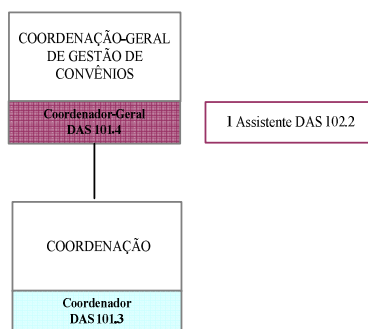 COORDENAÇÃO-GERAL
DE GESTÃO DE
CONVÊNIOS
Coordenador-Geral
DAS 101.4
1 Assistente DAS 102.2
COORDENAÇÃO
Coordenador
DAS 101.3